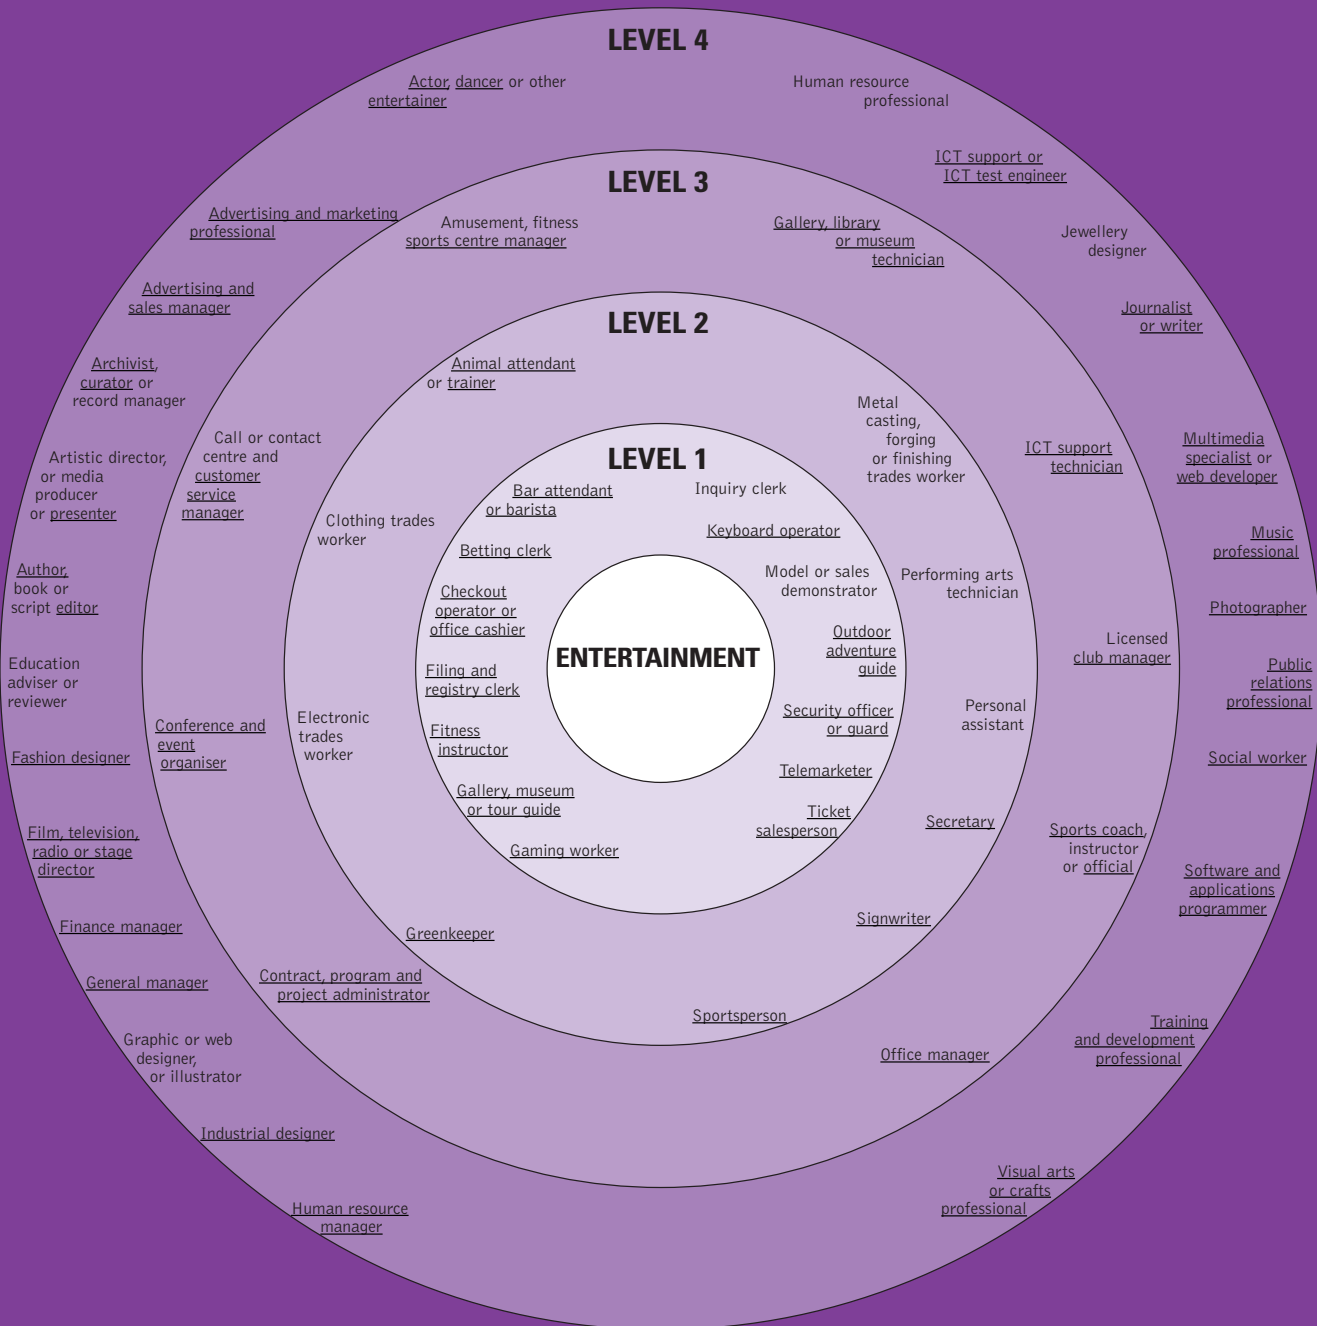 LEVEL 4
Actor, dancer or other
entertainer
Advertising and marketing
professional
Advertising and
sales manager
Archivist,
curator or
record manager
Artistic director,
or media
producer
or presenter
Author,
book or
script editor
Education
adviser or
reviewer
Fashion designer
Film, television,
radio or stage
director
Finance manager
General manager
Graphic or web
designer,
or illustrator
Industrial designer
Human resource
manager
Human resource
professional
ICT support or
ICT test engineer
Jewellery
designer
Journalist
or writer
Multimedia
specialist or
web developer
Music
professional
Photographer
Public
relations
professional
Social worker
Software and
applications
programmer
Training
and development
professional
Visual arts
or crafts
professional
LEVEL 3
Amusement, fitness
sports centre manager
Call or contact
centre and
customer
service
manager
Conference and
event
organiser
Contract, program and
project administrator
Gallery, library
or museum
technician
ICT support
technician
Licensed
club manager
Sports coach,
instructor
or official
Office manager
LEVEL 2
Animal attendant
or trainer
Clothing trades
worker
Electronic
trades
worker
Greenkeeper
Metal
casting,
forging
or finishing
trades worker
Performing arts
technician
Personal
assistant
Secretary
Signwriter
Sportsperson
LEVEL 1
Bar attendant
or barista
Betting clerk
Checkout
operator or
office cashier
Filing and
registry clerk
Fitness
instructor
Gallery, museum
or tour guide
Gaming worker
Inquiry clerk
Keyboard operator
Model or sales
demonstrator
Outdoor
adventure
guide
Security officer
or guard
Telemarketer
Ticket
salesperson
ENTERTAINMENT